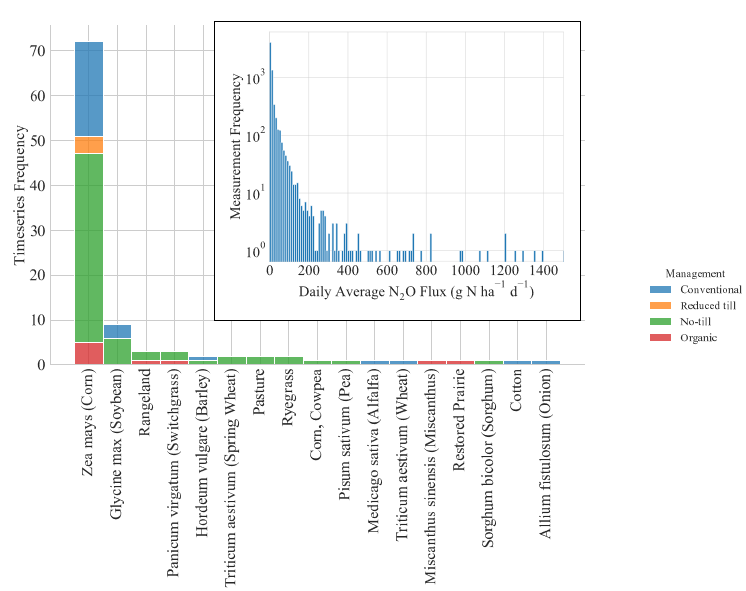 Timeseries Frequency
70
60
50
40
30
20
10
0
Zea mays (Corn)
Glycine max (Soybean)
Rangeland
Panicum virgatum (Switchgrass)
Hordeum vulgare (Barley)
Triticum aestivum (Spring Wheat)
Pasture
Ryegrass
Corn, Cowpea
Pisum sativum (Pea)
Medicago sativa (Alfalfa)
Triticum aestivum (Wheat)
Miscanthus sinensis (Miscanthus)
Restored Prairie
Sorghum bicolor (Sorghum)
Cotton
Allium fistulosum (Onion)
Measurement Frequency
10³
10²
10¹
10⁰
0 200 400 600 800 1000 1200 1400
Daily Average N₂O Flux (g N ha⁻¹ d⁻¹)
Management
Conventional
Reduced till
No-till
Organic